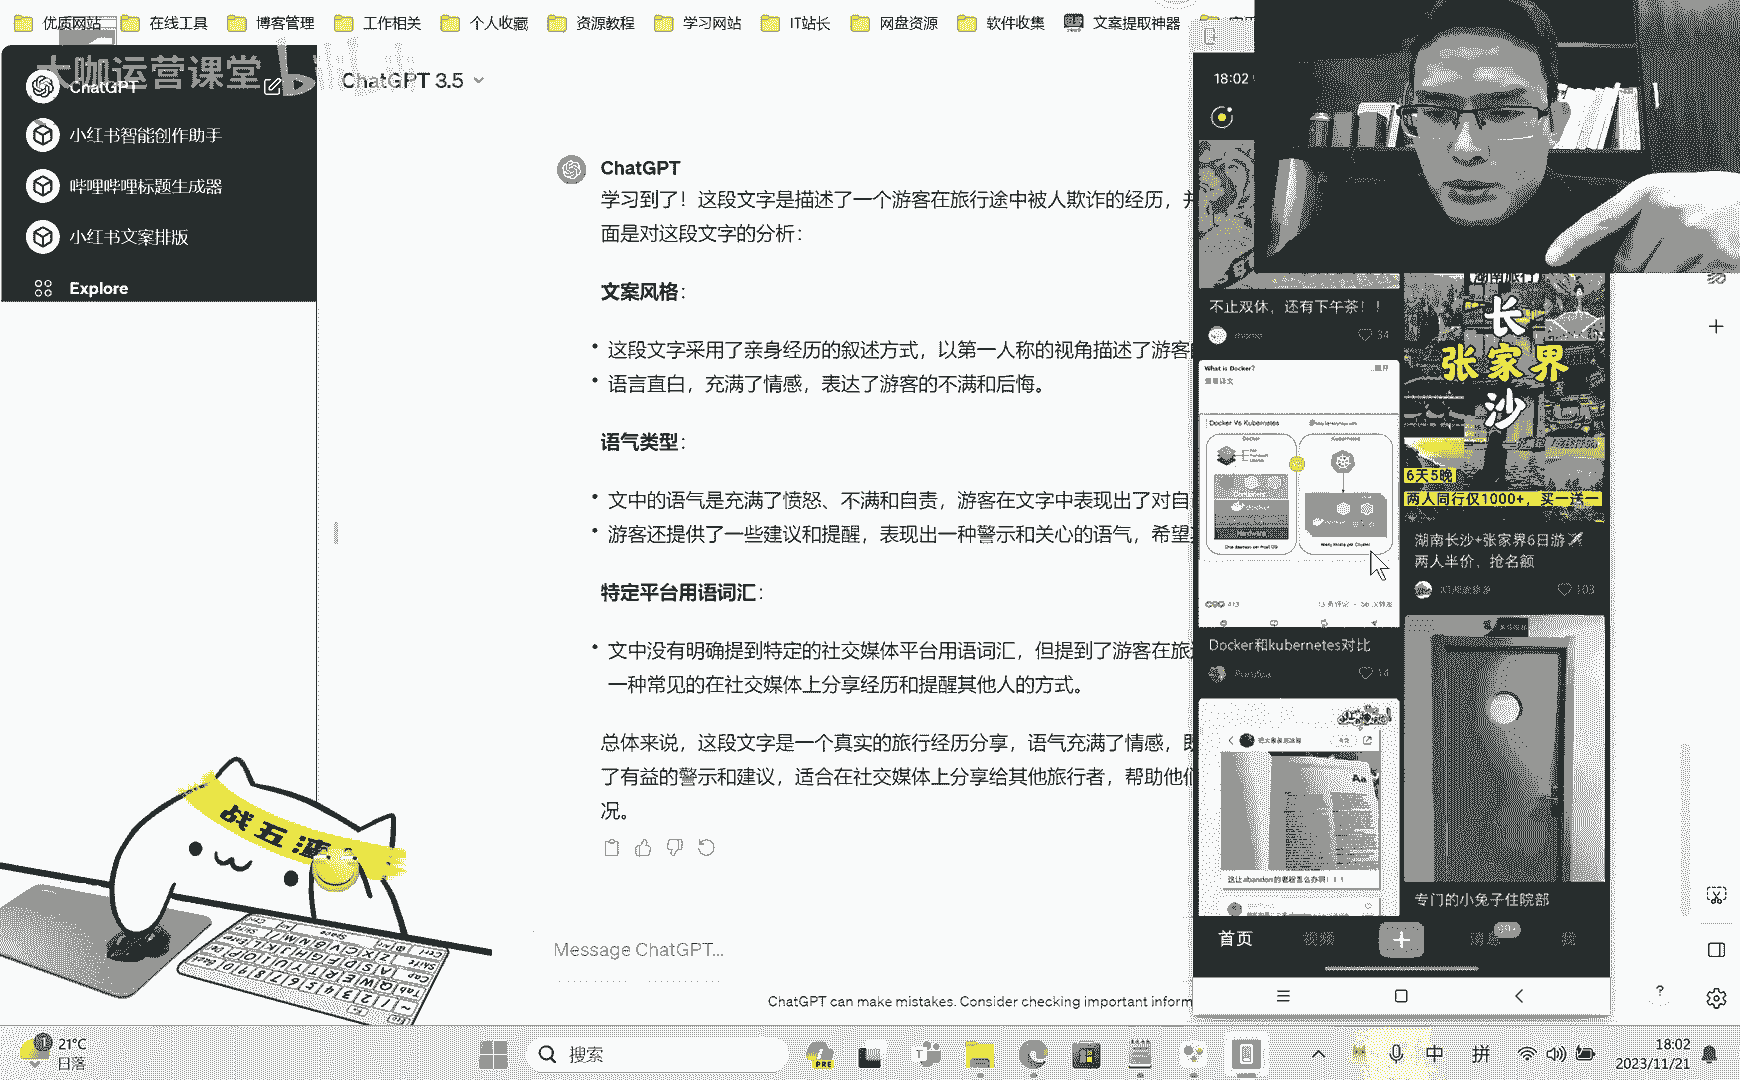 优质网站
在线工具
博客管理
工作相关
个人收藏
资源教程
学习网站
IT站长
网盘资源
软件收集
文案提取神器
大咖运营课堂
ChatGPT
小红书智能创作助手
哔哩哔哩标题生成器
小红书文案排版
Explore
ChatGPT 3.5
ChatGPT
学习到了！这段文字是描述了一个游客在旅行途中被人欺诈的经历，并
面是对这段文字的分析：
文案风格：
• 这段文字采用了亲身经历的叙述方式，以第一人称的视角描述了游客
• 语言直白，充满了情感，表达了游客的不满和后悔。
语气类型：
• 文中的语气是充满了愤怒、不满和自责，游客在文字中表现出了对自
• 游客还提供了一些建议和提醒，表现出一种警示和关心的语气，希望
特定平台用语词汇：
• 文中没有明确提到特定的社交媒体平台用语词汇，但提到了游客在旅
一种常见的在社交媒体上分享经历和提醒其他人的方式。
总体来说，这段文字是一个真实的旅行经历分享，语气充满了情感，
了有益的警示和建议，适合在社交媒体上分享给其他旅行者，帮助他们
况。
Message ChatGPT...
ChatGPT can make mistakes. Consider checking important inform
18:02
不止双休，还有下午茶！！
34
What is Docker?
Docker Vs Kubernetes
Docker和kubernetes对比
14
这让abandon的老粉怎么办啊！！！
湖南旅行
长
张家界
沙
6天5晚
两人同行仅1000+，买一送一
湖南长沙+张家界6日游
两人半价，抢名额
103
专门的小兔子住院部
首页
视频
消息
99+
我
战五渣
21°C
日落
搜索
PRE
中
拼
18:02
2023/11/21